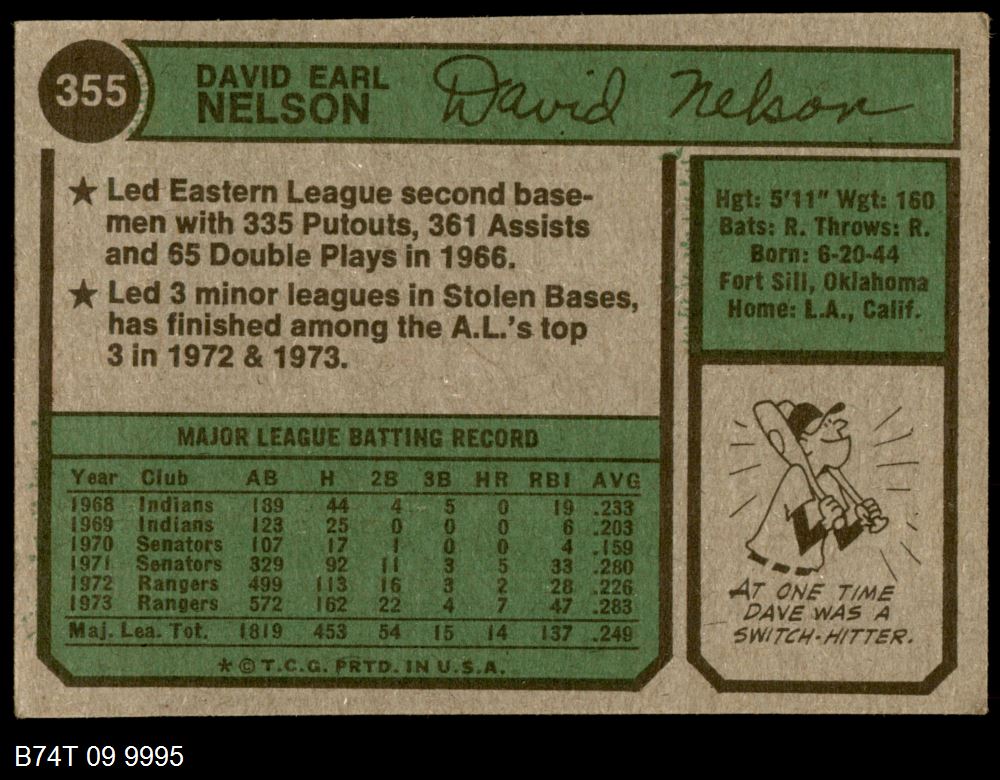 355
DAVID EARL
NELSON
David Nelson
★ Led Eastern League second base-
men with 335 Putouts, 361 Assists
and 65 Double Plays in 1966.
★ Led 3 minor leagues in Stolen Bases,
has finished among the A.L.'s top
3 in 1972 & 1973.
Hgt: 5'11" Wgt: 160
Bats: R. Throws: R.
Born: 6-20-44
Fort Sill, Oklahoma
Home: L.A., Calif.
MAJOR LEAGUE BATTING RECORD
Year Club AB H 2B 3B HR RBI AVG
1968 Indians 189 44 4 5 0 19 .233
1969 Indians 123 25 0 0 0 6 .203
1970 Senators 107 17 1 0 0 4 .159
1971 Senators 329 92 11 3 5 33 .280
1972 Rangers 499 113 16 3 2 28 .226
1973 Rangers 572 162 22 4 7 47 .283
Maj. Lea. Tot. 1819 453 54 15 14 137 .249
* © T.C.G. PRTD. IN U.S.A.
AT ONE TIME
DAVE WAS A
SWITCH-HITTER.
B74T 09 9995